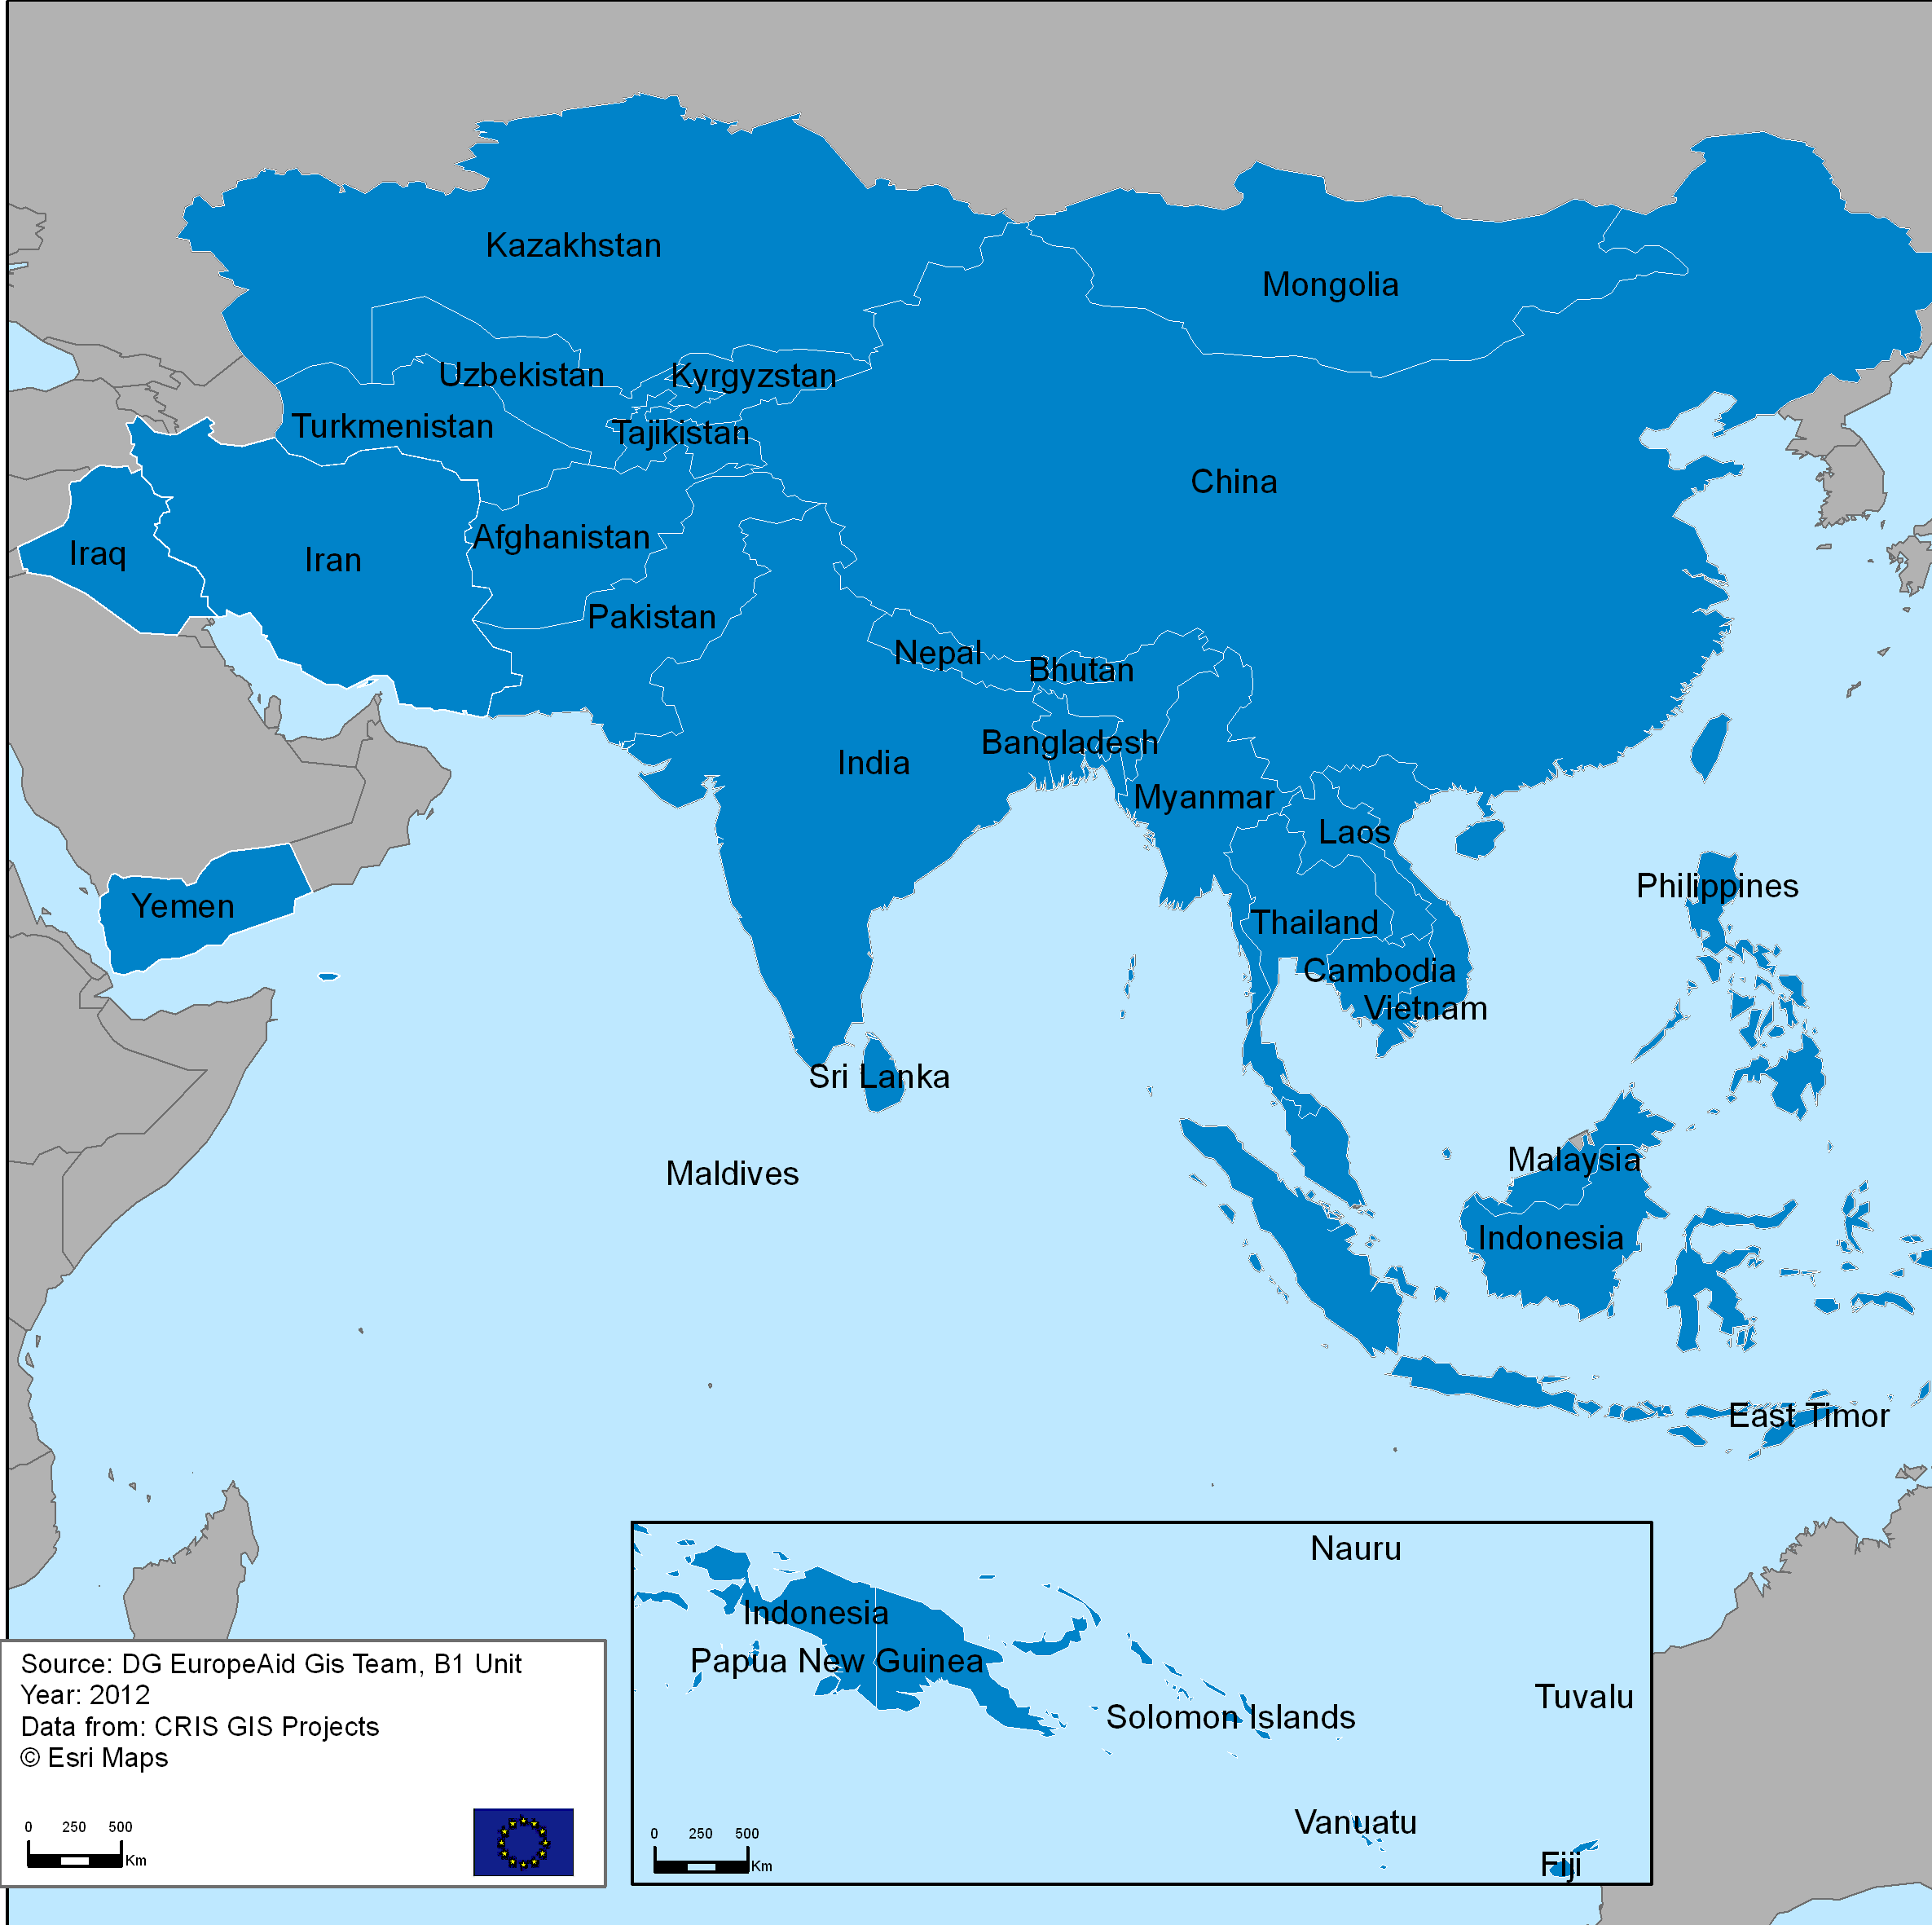 Kazakhstan
Mongolia
Uzbekistan
Kyrgyzstan
Turkmenistan
Tajikistan
China
Afghanistan
Iraq
Iran
Pakistan
Nepal
Bhutan
Bangladesh
India
Myanmar
Laos
Philippines
Yemen
Thailand
Cambodia
Vietnam
Sri Lanka
Malaysia
Maldives
Indonesia
East Timor
Nauru
Indonesia
Papua New Guinea
Tuvalu
Solomon Islands
Vanuatu
Fiji
0 250 500
Km
Source: DG EuropeAid Gis Team, B1 Unit
Year: 2012
Data from: CRIS GIS Projects
© Esri Maps
0 250 500
Km